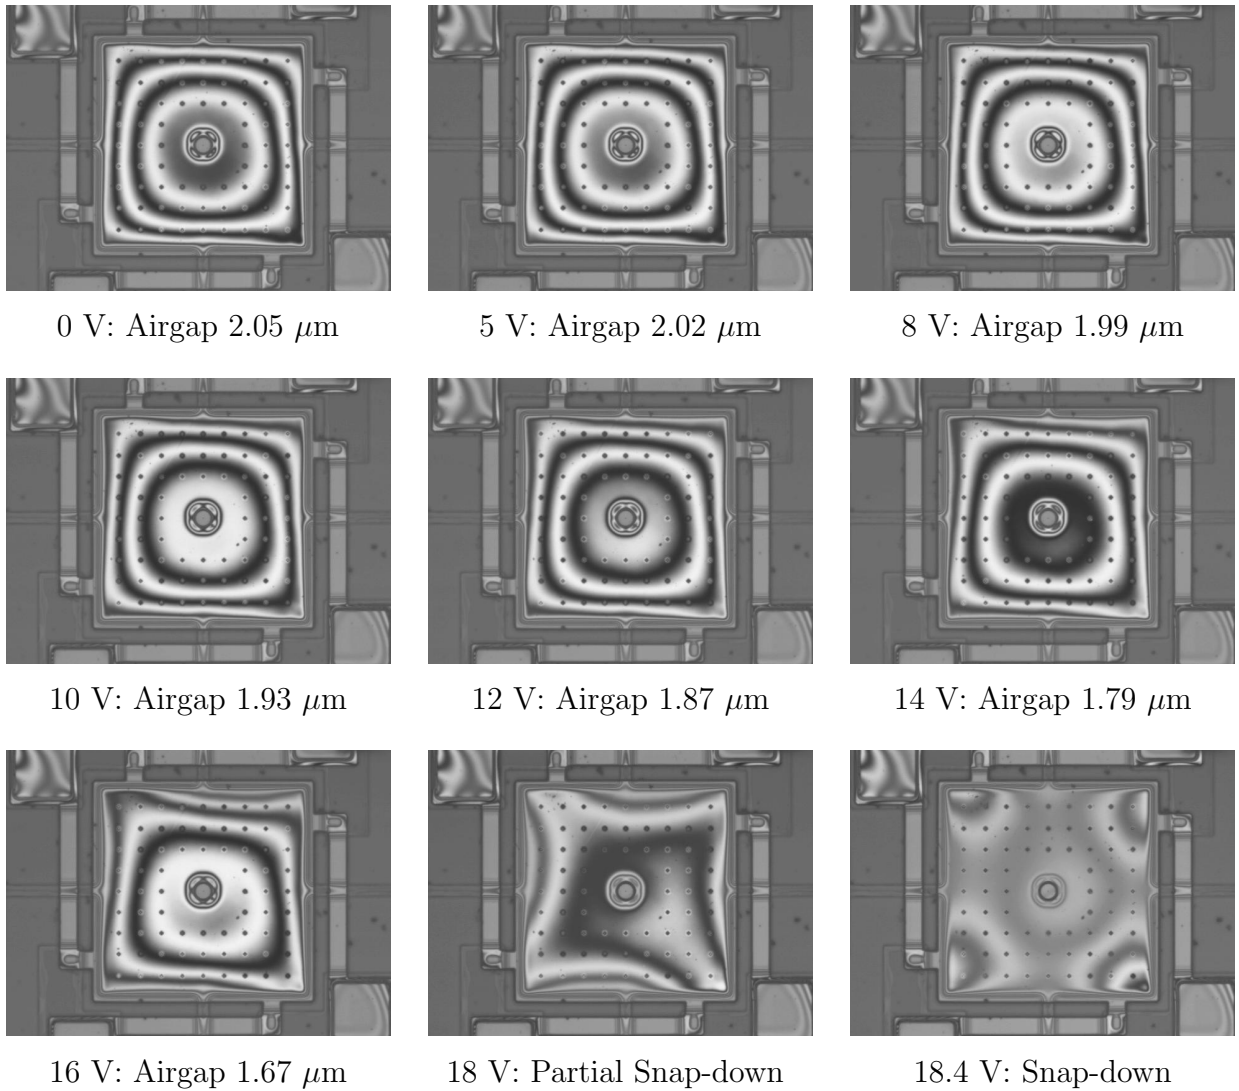 0 V: Airgap 2.05 μm
5 V: Airgap 2.02 μm
8 V: Airgap 1.99 μm
10 V: Airgap 1.93 μm
12 V: Airgap 1.87 μm
14 V: Airgap 1.79 μm
16 V: Airgap 1.67 μm
18 V: Partial Snap-down
18.4 V: Snap-down